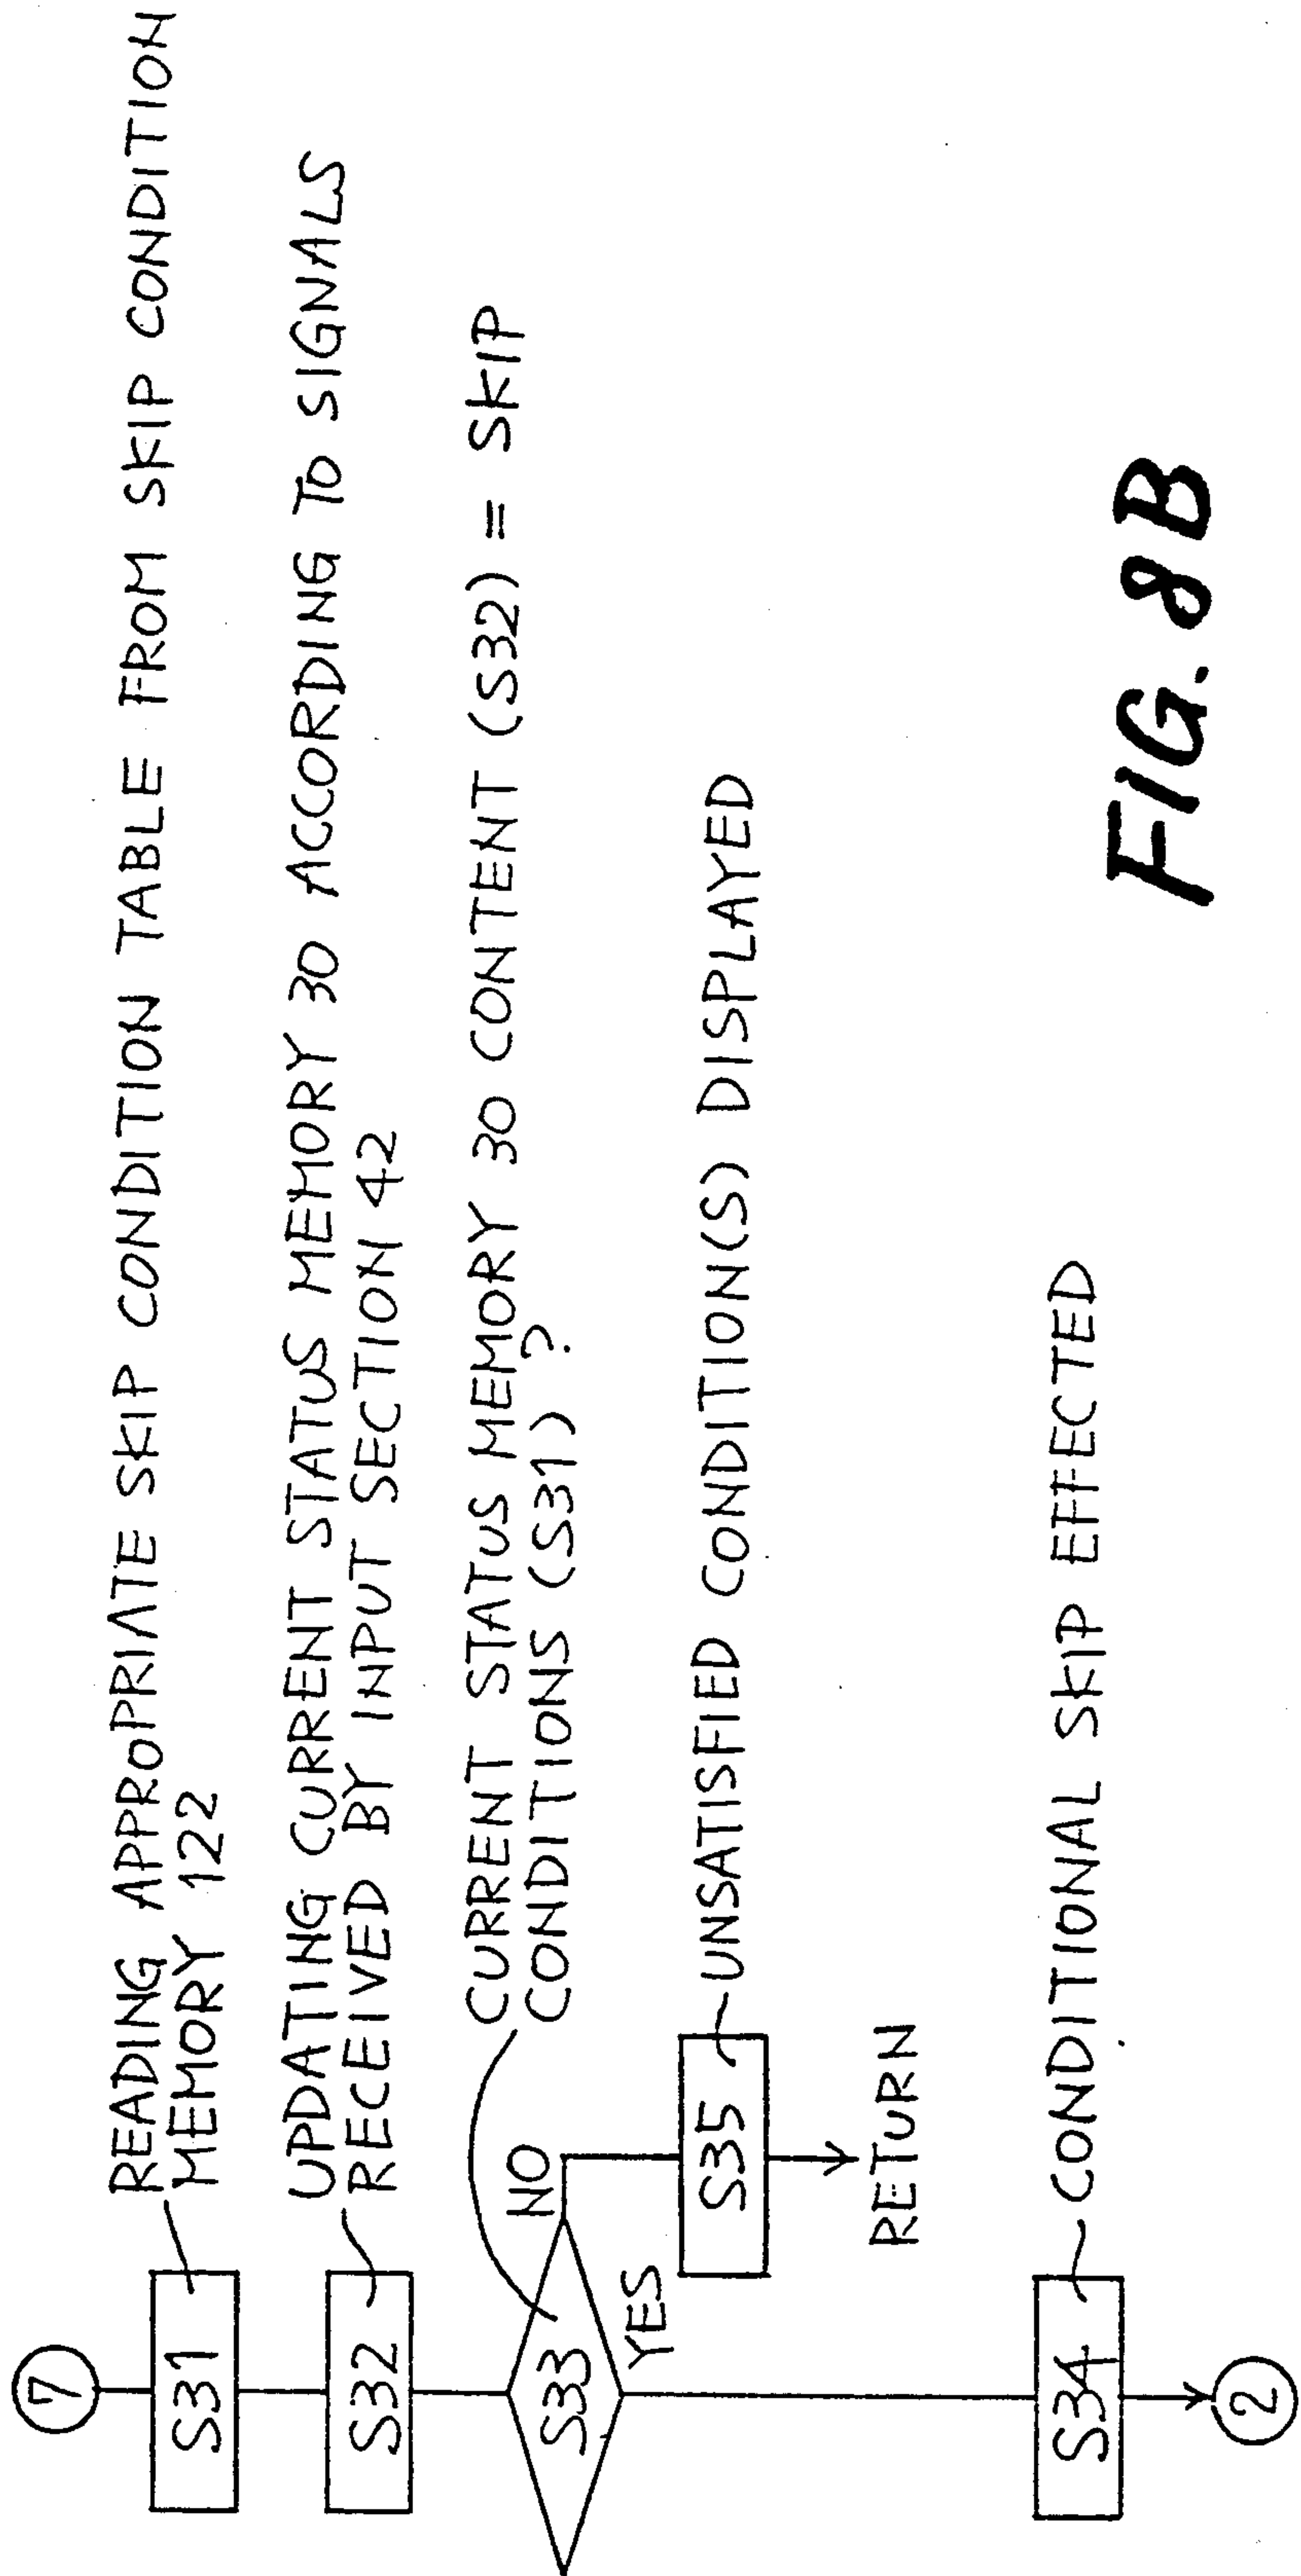 7
S31
READING APPROPRIATE SKIP CONDITION TABLE FROM SKIP CONDITION
MEMORY 122
S32
UPDATING CURRENT STATUS MEMORY 30 ACCORDING TO SIGNALS
RECEIVED BY INPUT SECTION 42
S33
CURRENT STATUS MEMORY 30 CONTENT (S32) = SKIP
CONDITIONS (S31) ?
NO
YES
S35
UNSATISFIED CONDITION(S) DISPLAYED
RETURN
S34
CONDITIONAL SKIP EFFECTED
2
FIG. 8B